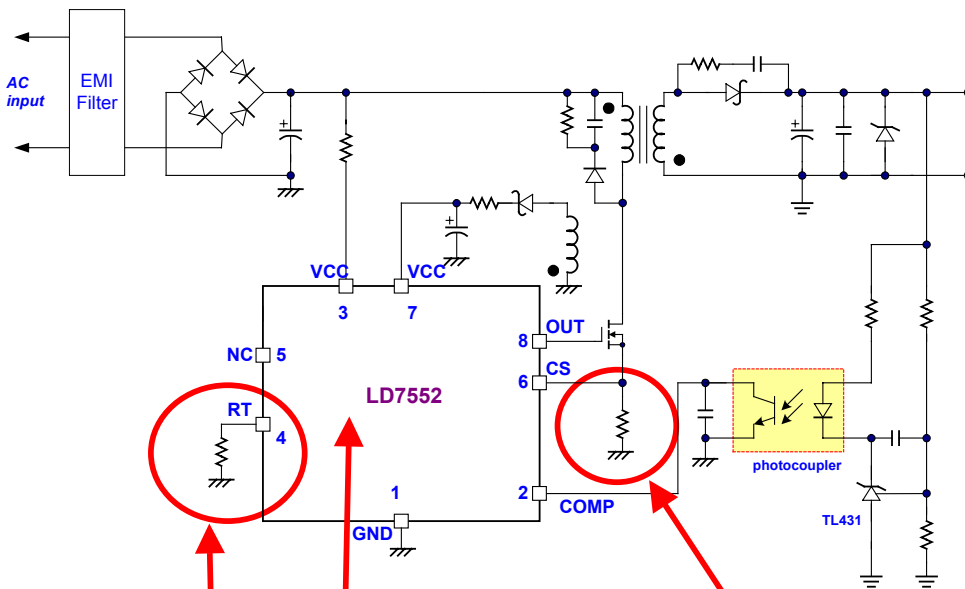 AC
input
EMI
Filter
+
+
+
VCC
VCC
3
7
OUT
8
NC
5
CS
6
LD7552
RT
4
photocoupler
1
2
COMP
GND
TL431